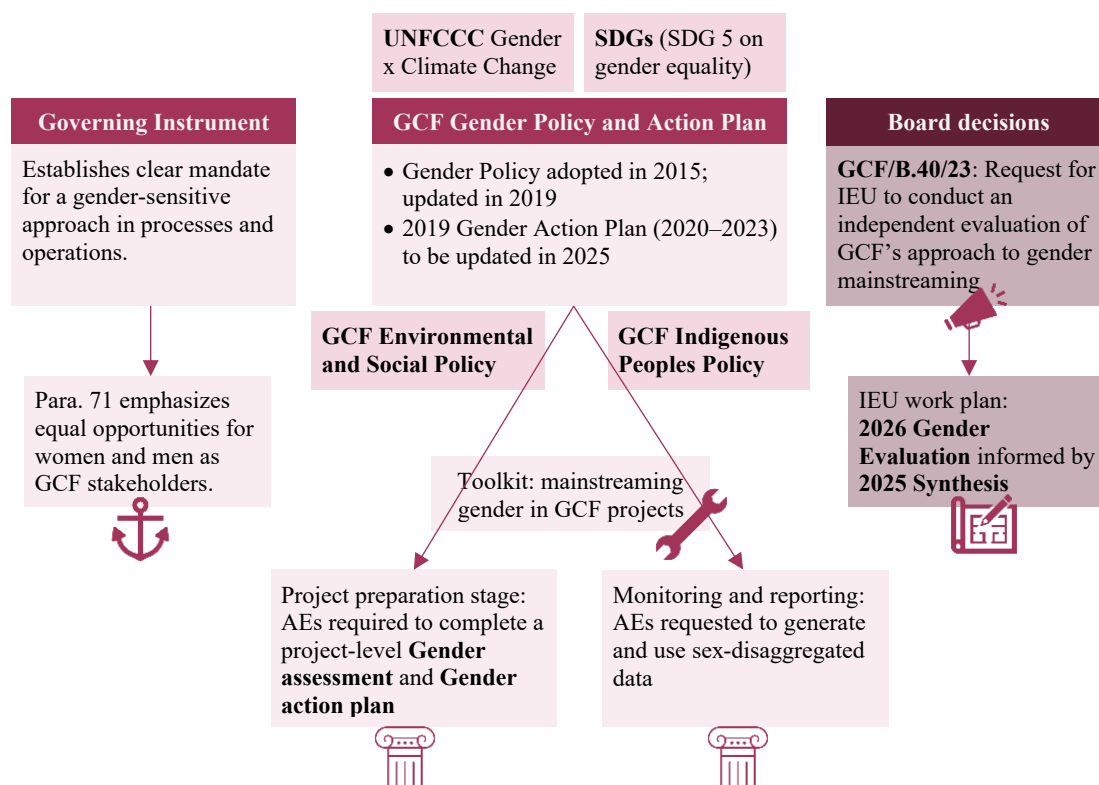 UNFCCC Gender
x Climate Change
SDGs (SDG 5 on
gender equality)
Governing Instrument
Establishes clear mandate
for a gender-sensitive
approach in processes and
operations.
Para. 71 emphasizes
equal opportunities for
women and men as
GCF stakeholders.
GCF Gender Policy and Action Plan
• Gender Policy adopted in 2015;
updated in 2019
• 2019 Gender Action Plan (2020–2023)
to be updated in 2025
GCF Environmental
and Social Policy
GCF Indigenous
Peoples Policy
Toolkit: mainstreaming
gender in GCF projects
Project preparation stage:
AEs required to complete a
project-level Gender
assessment and Gender
action plan
Monitoring and reporting:
AEs requested to generate
and use sex-disaggregated
data
Board decisions
GCF/B.40/23: Request for
IEU to conduct an
independent evaluation of
GCF’s approach to gender
mainstreaming
IEU work plan:
2026 Gender
Evaluation informed by
2025 Synthesis